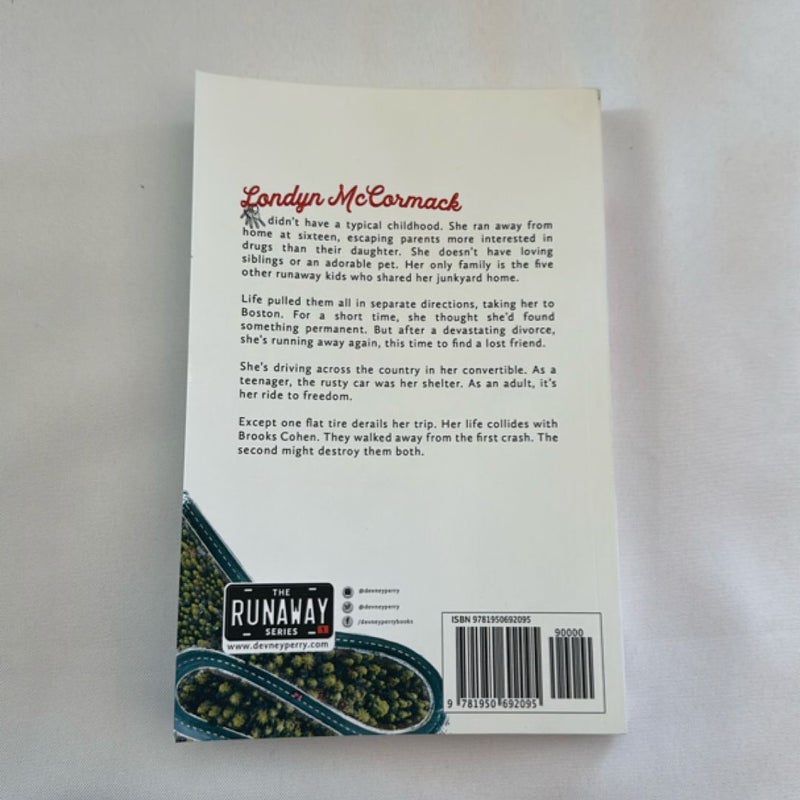 Londyn McCormack
didn't have a typical childhood. She ran away from
home at sixteen, escaping parents more interested in
drugs than their daughter. She doesn't have loving
siblings or an adorable pet. Her only family is the five
other runaway kids who shared her junkyard home.
Life pulled them all in separate directions, taking her to
Boston. For a short time, she thought she'd found
something permanent. But after a devastating divorce,
she's running away again, this time to find a lost friend.
She's driving across the country in her convertible. As a
teenager, the rusty car was her shelter. As an adult, it's
her ride to freedom.
Except one flat tire derails her trip. Her life collides with
Brooks Cohen. They walked away from the first crash. The
second might destroy them both.
THE
RUNAWAY
SERIES
www.devneyperry.com
@devneyperry
@devneyperry
/devneyperrybooks
ISBN 9781950692095
90000
9 781950 692095